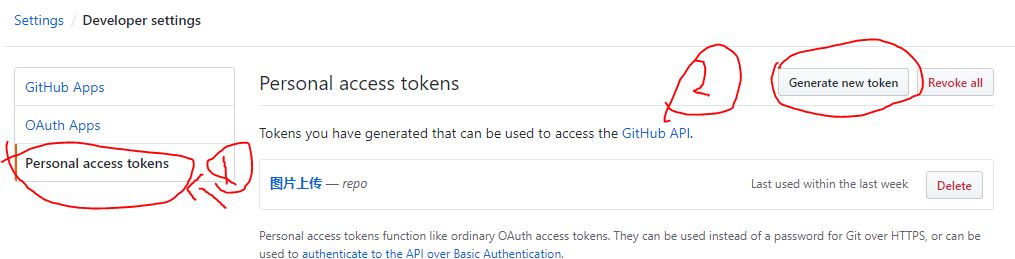 Settings / Developer settings
GitHub Apps
OAuth Apps
Personal access tokens
1
Personal access tokens
2
Generate new token
Revoke all
Tokens you have generated that can be used to access the GitHub API.
图片上传 — repo
Last used within the last week
Delete
Personal access tokens function like ordinary OAuth access tokens. They can be used instead of a password for Git over HTTPS, or can be
used to authenticate to the API over Basic Authentication.